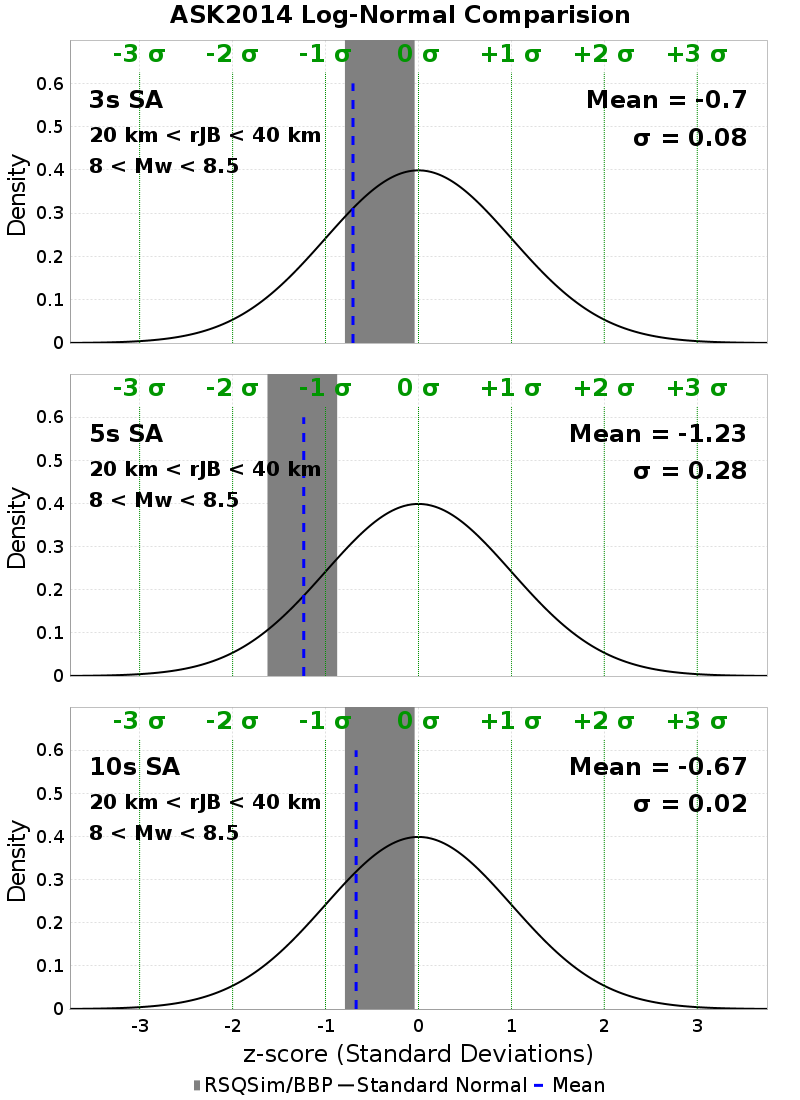 ASK2014 Log-Normal Comparision
-3 σ -2 σ -1 σ 0 σ +1 σ +2 σ +3 σ
3s SA
20 km < rJB < 40 km
8 < Mw < 8.5
Mean = -0.7
σ = 0.08
0.6
0.5
0.4
0.3
0.2
0.1
0
Density
-3 σ -2 σ -1 σ 0 σ +1 σ +2 σ +3 σ
5s SA
20 km < rJB < 40 km
8 < Mw < 8.5
Mean = -1.23
σ = 0.28
0.6
0.5
0.4
0.3
0.2
0.1
0
Density
-3 σ -2 σ -1 σ 0 σ +1 σ +2 σ +3 σ
10s SA
20 km < rJB < 40 km
8 < Mw < 8.5
Mean = -0.67
σ = 0.02
0.6
0.5
0.4
0.3
0.2
0.1
0
Density
-3 -2 -1 0 1 2 3
z-score (Standard Deviations)
RSQSim/BBP Standard Normal Mean